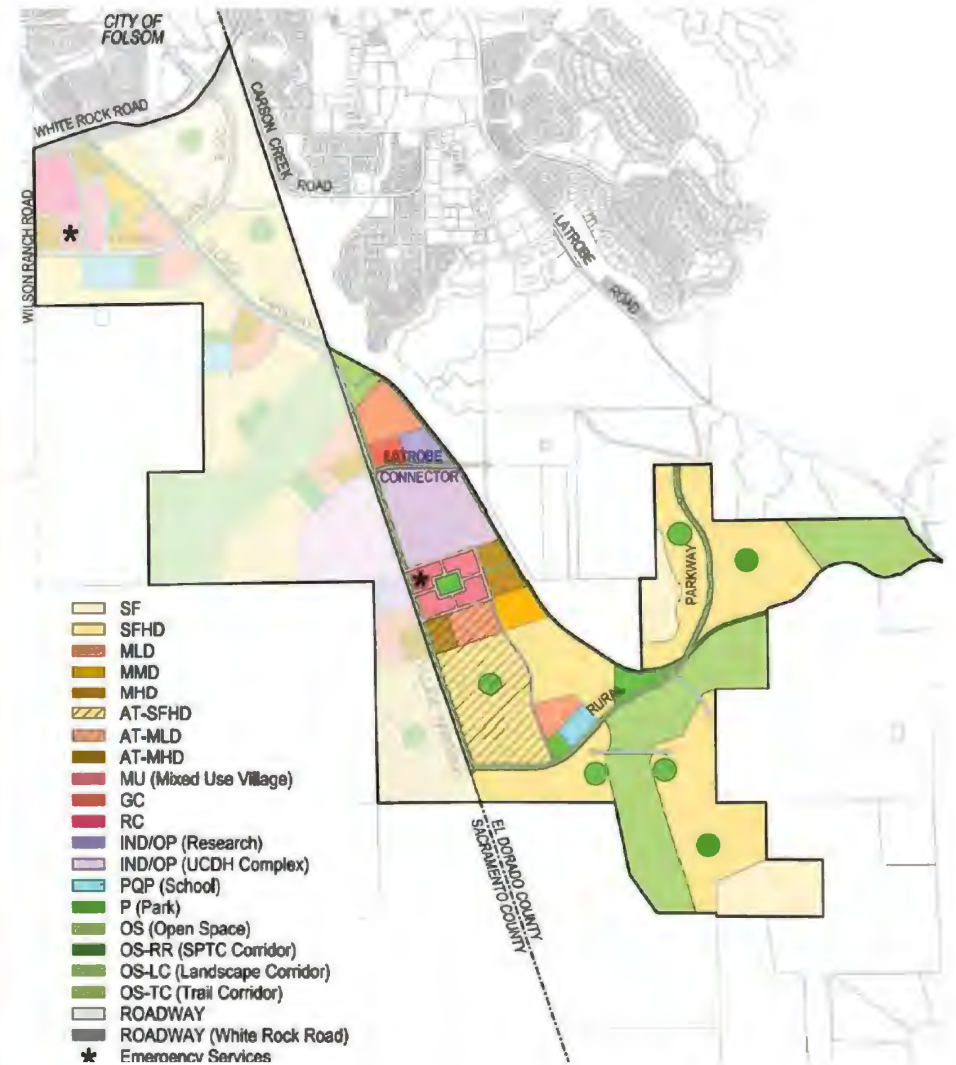 CITY OF
FOLSOM
WHITE ROCK ROAD
CARSON CREEK
ROAD
WILSON RANCH ROAD
LATROBE
ROAD
LATROBE
CONNECTOR
PARKWAY
RURAL
EL DORADO COUNTY
SACRAMENTO COUNTY
SF
SFHD
MLD
MMD
MHD
AT-SFHD
AT-MLD
AT-MHD
MU (Mixed Use Village)
GC
RC
IND/OP (Research)
IND/OP (UCDH Complex)
PQP (School)
P (Park)
OS (Open Space)
OS-RR (SPTC Corridor)
OS-LC (Landscape Corridor)
OS-TC (Trail Corridor)
ROADWAY
ROADWAY (White Rock Road)
* Emergency Services